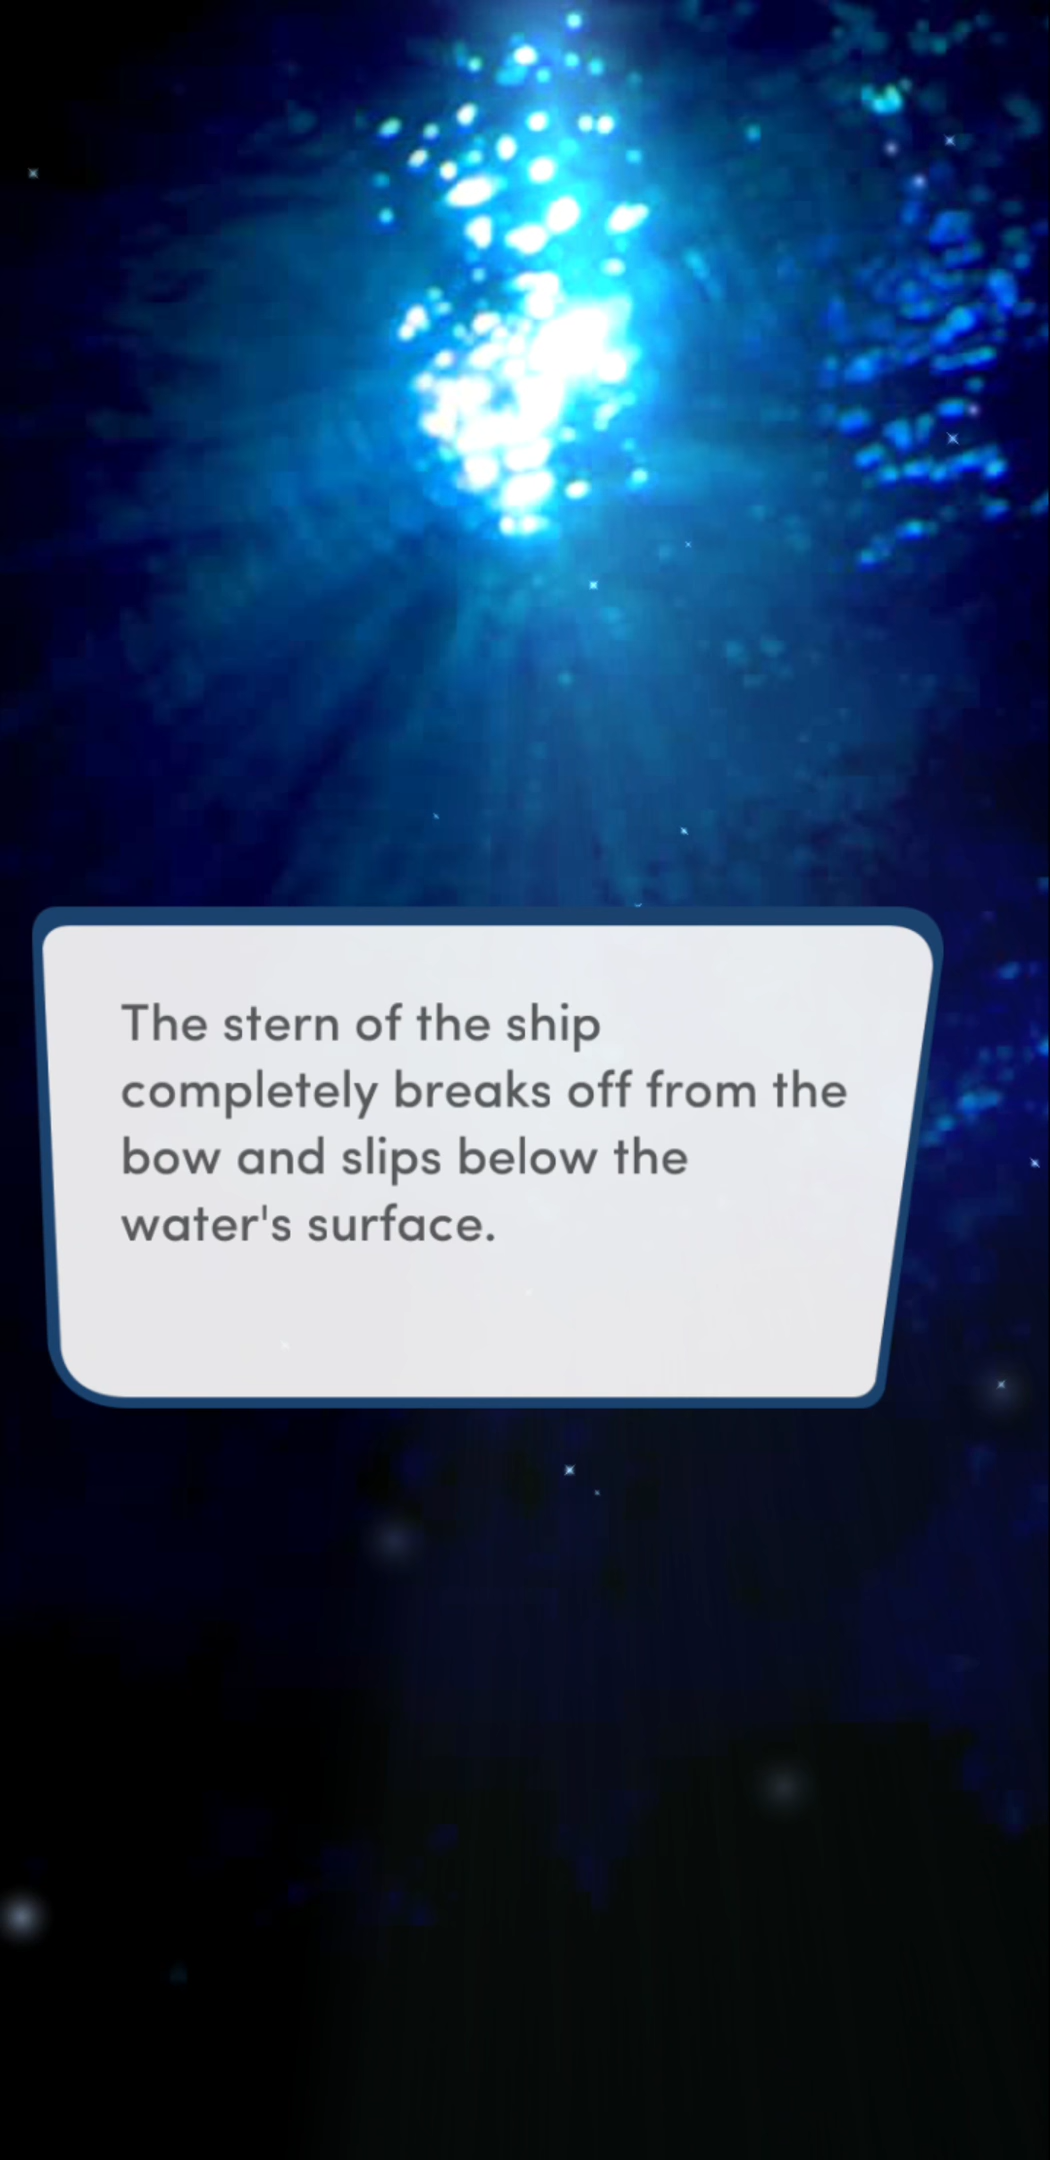 The stern of the ship
completely breaks off from the
bow and slips below the
water's surface.